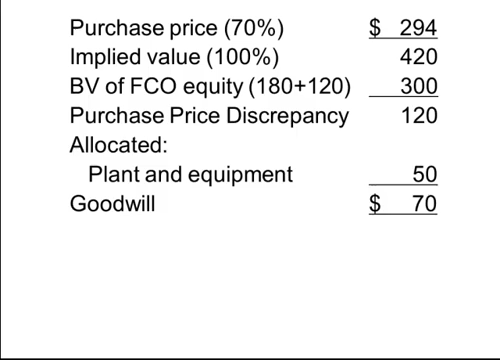 Purchase price (70%) $ 294
Implied value (100%) 420
BV of FCO equity (180+120) 300
Purchase Price Discrepancy 120
Allocated:
Plant and equipment 50
Goodwill $ 70